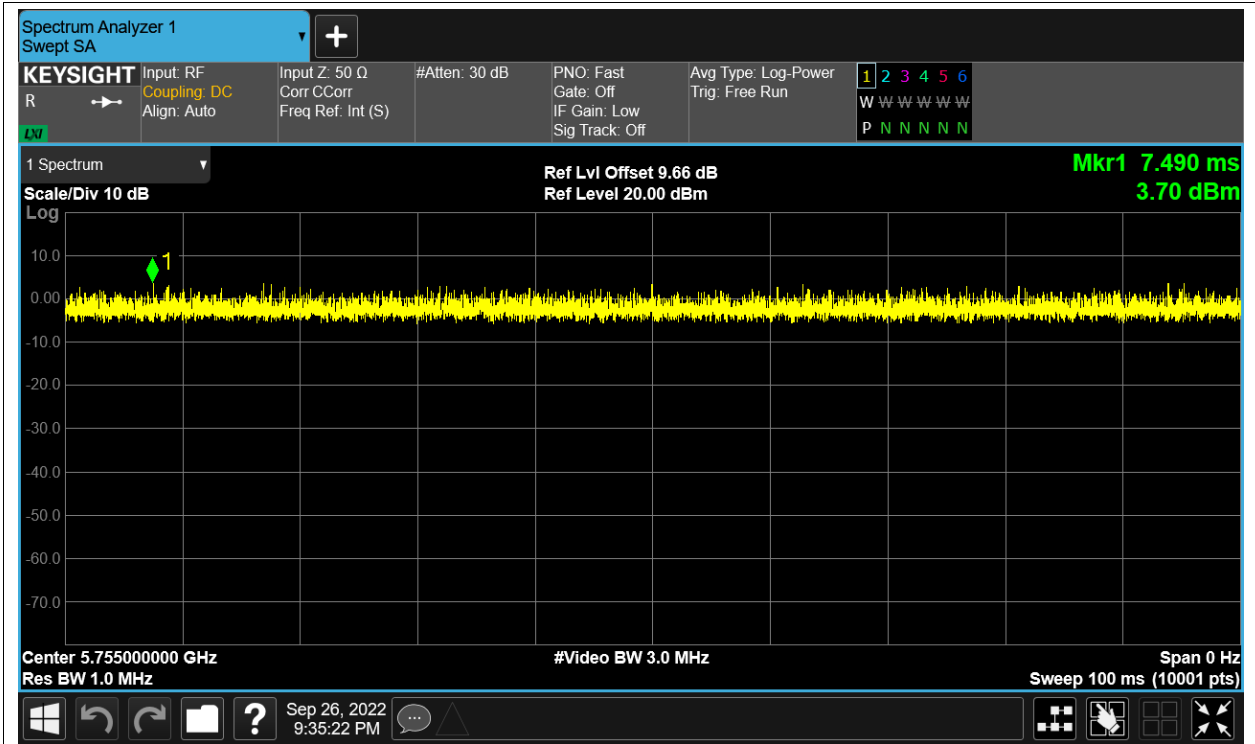 Spectrum Analyzer 1
Swept SA
KEYSIGHT
R
LXI
Input: RF
Coupling: DC
Align: Auto
Input Z: 50 Ω
Corr CCorr
Freq Ref: Int (S)
#Atten: 30 dB
PNO: Fast
Gate: Off
IF Gain: Low
Sig Track: Off
Avg Type: Log-Power
Trig: Free Run
1 2 3 4 5 6
W W W W W W
P N N N N N
1 Spectrum
Scale/Div 10 dB
Log
Ref Lvl Offset 9.66 dB
Ref Level 20.00 dBm
Mkr1 7.490 ms
3.70 dBm
10.0
1
0.00
-10.0
-20.0
-30.0
-40.0
-50.0
-60.0
-70.0
Center 5.755000000 GHz
Res BW 1.0 MHz
#Video BW 3.0 MHz
Span 0 Hz
Sweep 100 ms (10001 pts)
?
Sep 26, 2022
9:35:22 PM